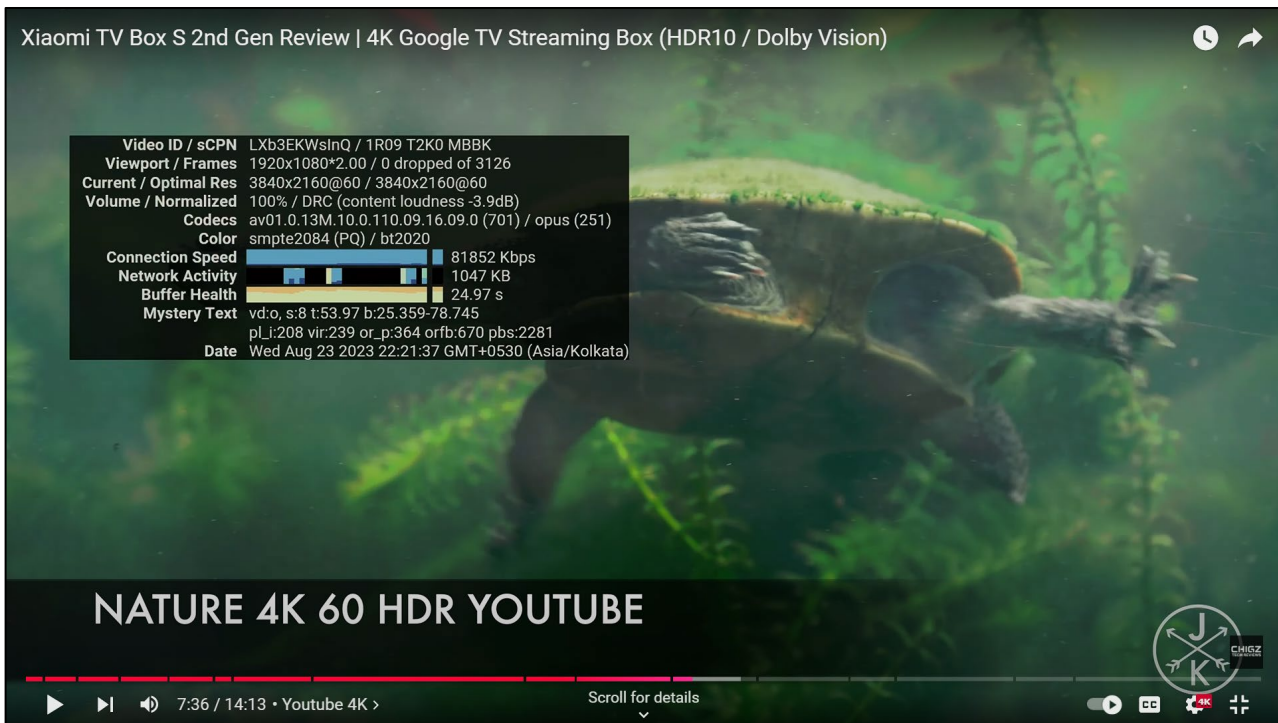 Xiaomi TV Box S 2nd Gen Review | 4K Google TV Streaming Box (HDR10 / Dolby Vision)
Video ID / sCPN LXb3EKWsInQ / 1R09 T2K0 MBBK
Viewport / Frames 1920x1080*2.00 / 0 dropped of 3126
Current / Optimal Res 3840x2160@60 / 3840x2160@60
Volume / Normalized 100% / DRC (content loudness -3.9dB)
Codecs av01.0.13M.10.0.110.09.16.09.0 (701) / opus (251)
Color smpte2084 (PQ) / bt2020
Connection Speed 81852 Kbps
Network Activity 1047 KB
Buffer Health 24.97 s
Mystery Text vd:o, s:8 t:53.97 b:25.359-78.745
pl_i:208 vir:239 or_p:364 orfb:670 pbs:2281
Date Wed Aug 23 2023 22:21:37 GMT+0530 (Asia/Kolkata)
NATURE 4K 60 HDR YOUTUBE
J
K
CHIGZ
TECH REVIEWS
7:36 / 14:13 • Youtube 4K ›
Scroll for details
CC
4K